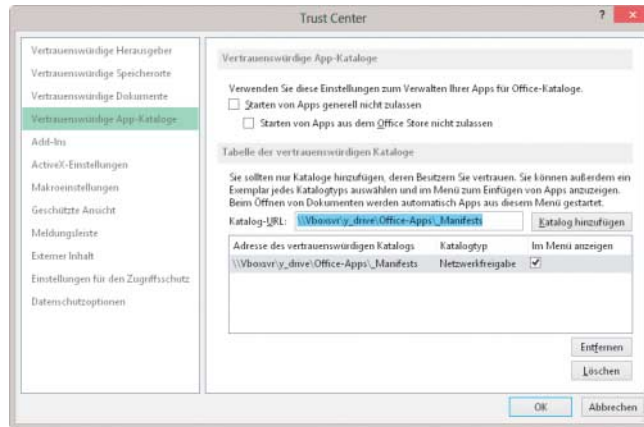 Trust Center
Vertrauenswürdige Herausgeber
Vertrauenswürdige Speicherorte
Vertrauenswürdige Dokumente
Vertrauenswürdige App-Kataloge
Add-Ins
ActiveX-Einstellungen
Makroeinstellungen
Geschützte Ansicht
Meldungsleiste
Externer Inhalt
Einstellungen für den Zugriffsschutz
Datenschutzoptionen
Vertrauenswürdige App-Kataloge
Verwenden Sie diese Einstellungen zum Verwalten Ihrer Apps für Office-Kataloge.
Starten von Apps generell nicht zulassen
Starten von Apps aus dem Office Store nicht zulassen
Tabelle der vertrauenswürdigen Kataloge
Sie sollten nur Kataloge hinzufügen, deren Besitzern Sie vertrauen. Sie können außerdem ein
Exemplar jedes Katalogtyps auswählen und im Menü zum Einfügen von Apps anzuzeigen.
Beim Öffnen von Dokumenten werden automatisch Apps aus diesem Menü gestartet.
Katalog-URL: \\Vboxsvr\y_drive\Office-Apps\_Manifests Katalog hinzufügen
Adresse des vertrauenswürdigen Katalogs Katalogtyp Im Menü anzeigen
\\Vboxsvr\y_drive\Office-Apps\_Manifests Netzwerkfreigabe
Entfernen
Löschen
OK Abbrechen